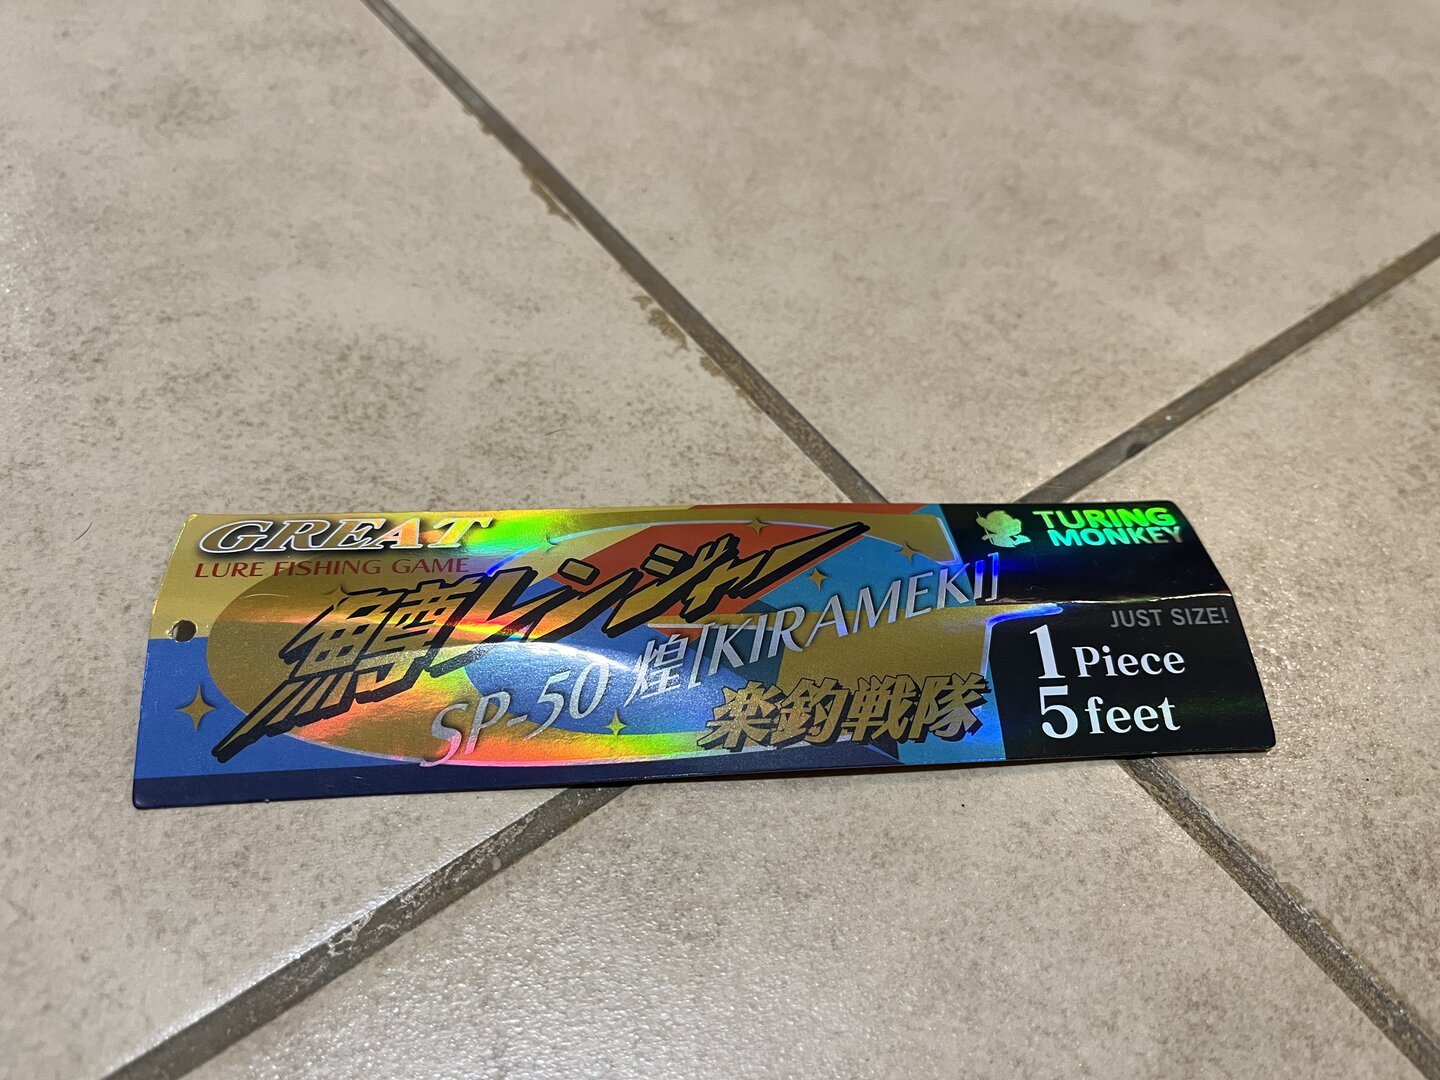 GREAT
LURE FISHING GAME
鱒レンジャー
SP-50 煌[KIRAMEKI]
楽釣戦隊
TURING
MONKEY
JUST SIZE!
1 Piece
5 feet